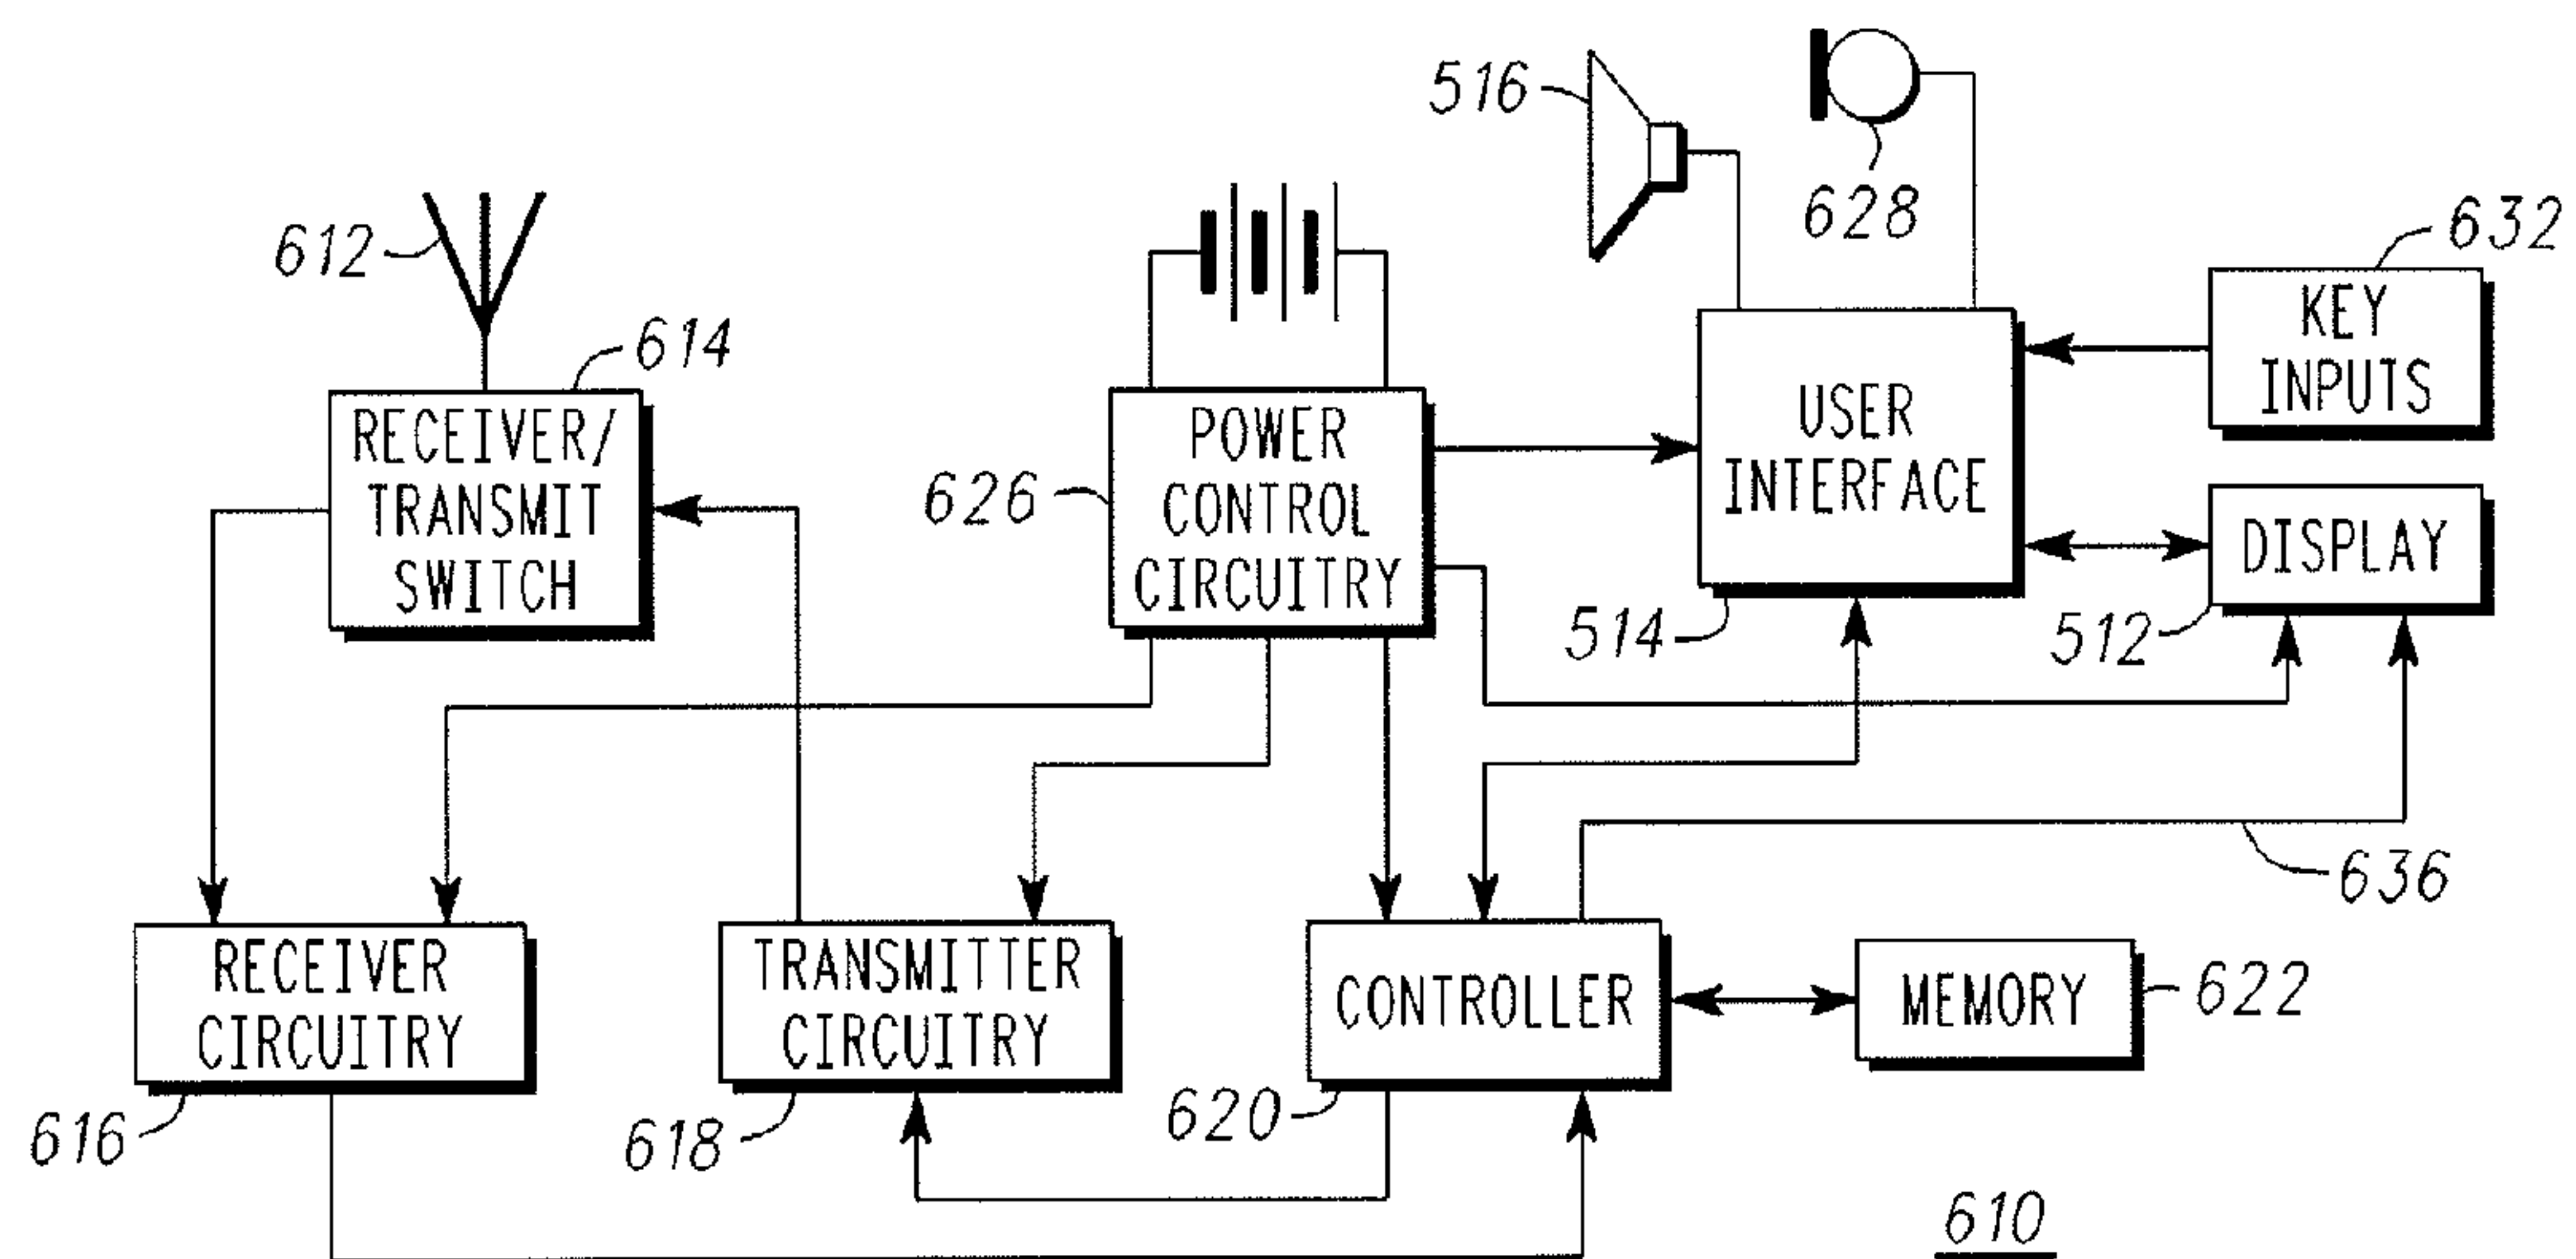 516
628
632
KEY
INPUTS
612
614
RECEIVER/
TRANSMIT
SWITCH
626
POWER
CONTROL
CIRCUITRY
USER
INTERFACE
514
DISPLAY
512
636
RECEIVER
CIRCUITRY
616
TRANSMITTER
CIRCUITRY
618
CONTROLLER
620
MEMORY
622
610